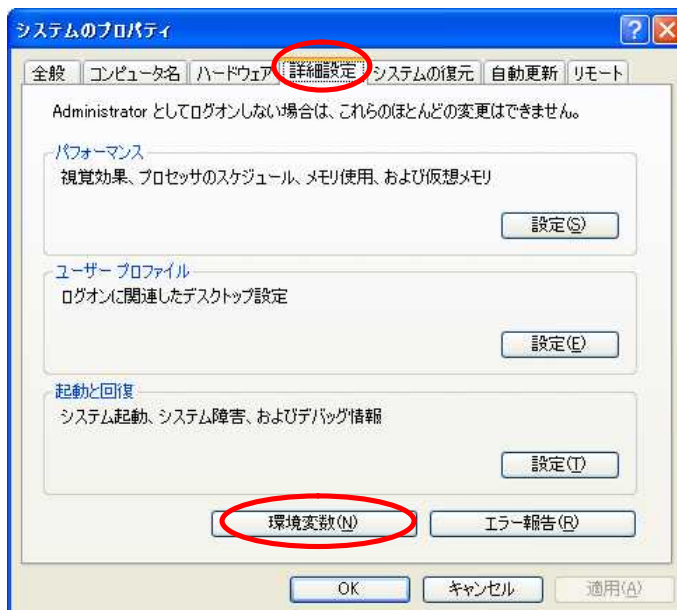 システムのプロパティ
全般 コンピュータ名 ハードウェア 詳細設定 システムの復元 自動更新 リモート
Administrator としてログオンしない場合は、これらのほとんどの変更はできません。
パフォーマンス
視覚効果、プロセッサのスケジュール、メモリ使用、および仮想メモリ
設定(S)
ユーザー プロファイル
ログオンに関連したデスクトップ設定
設定(E)
起動と回復
システム起動、システム障害、およびデバッグ情報
設定(T)
環境変数(N) エラー報告(R)
OK キャンセル 適用(A)